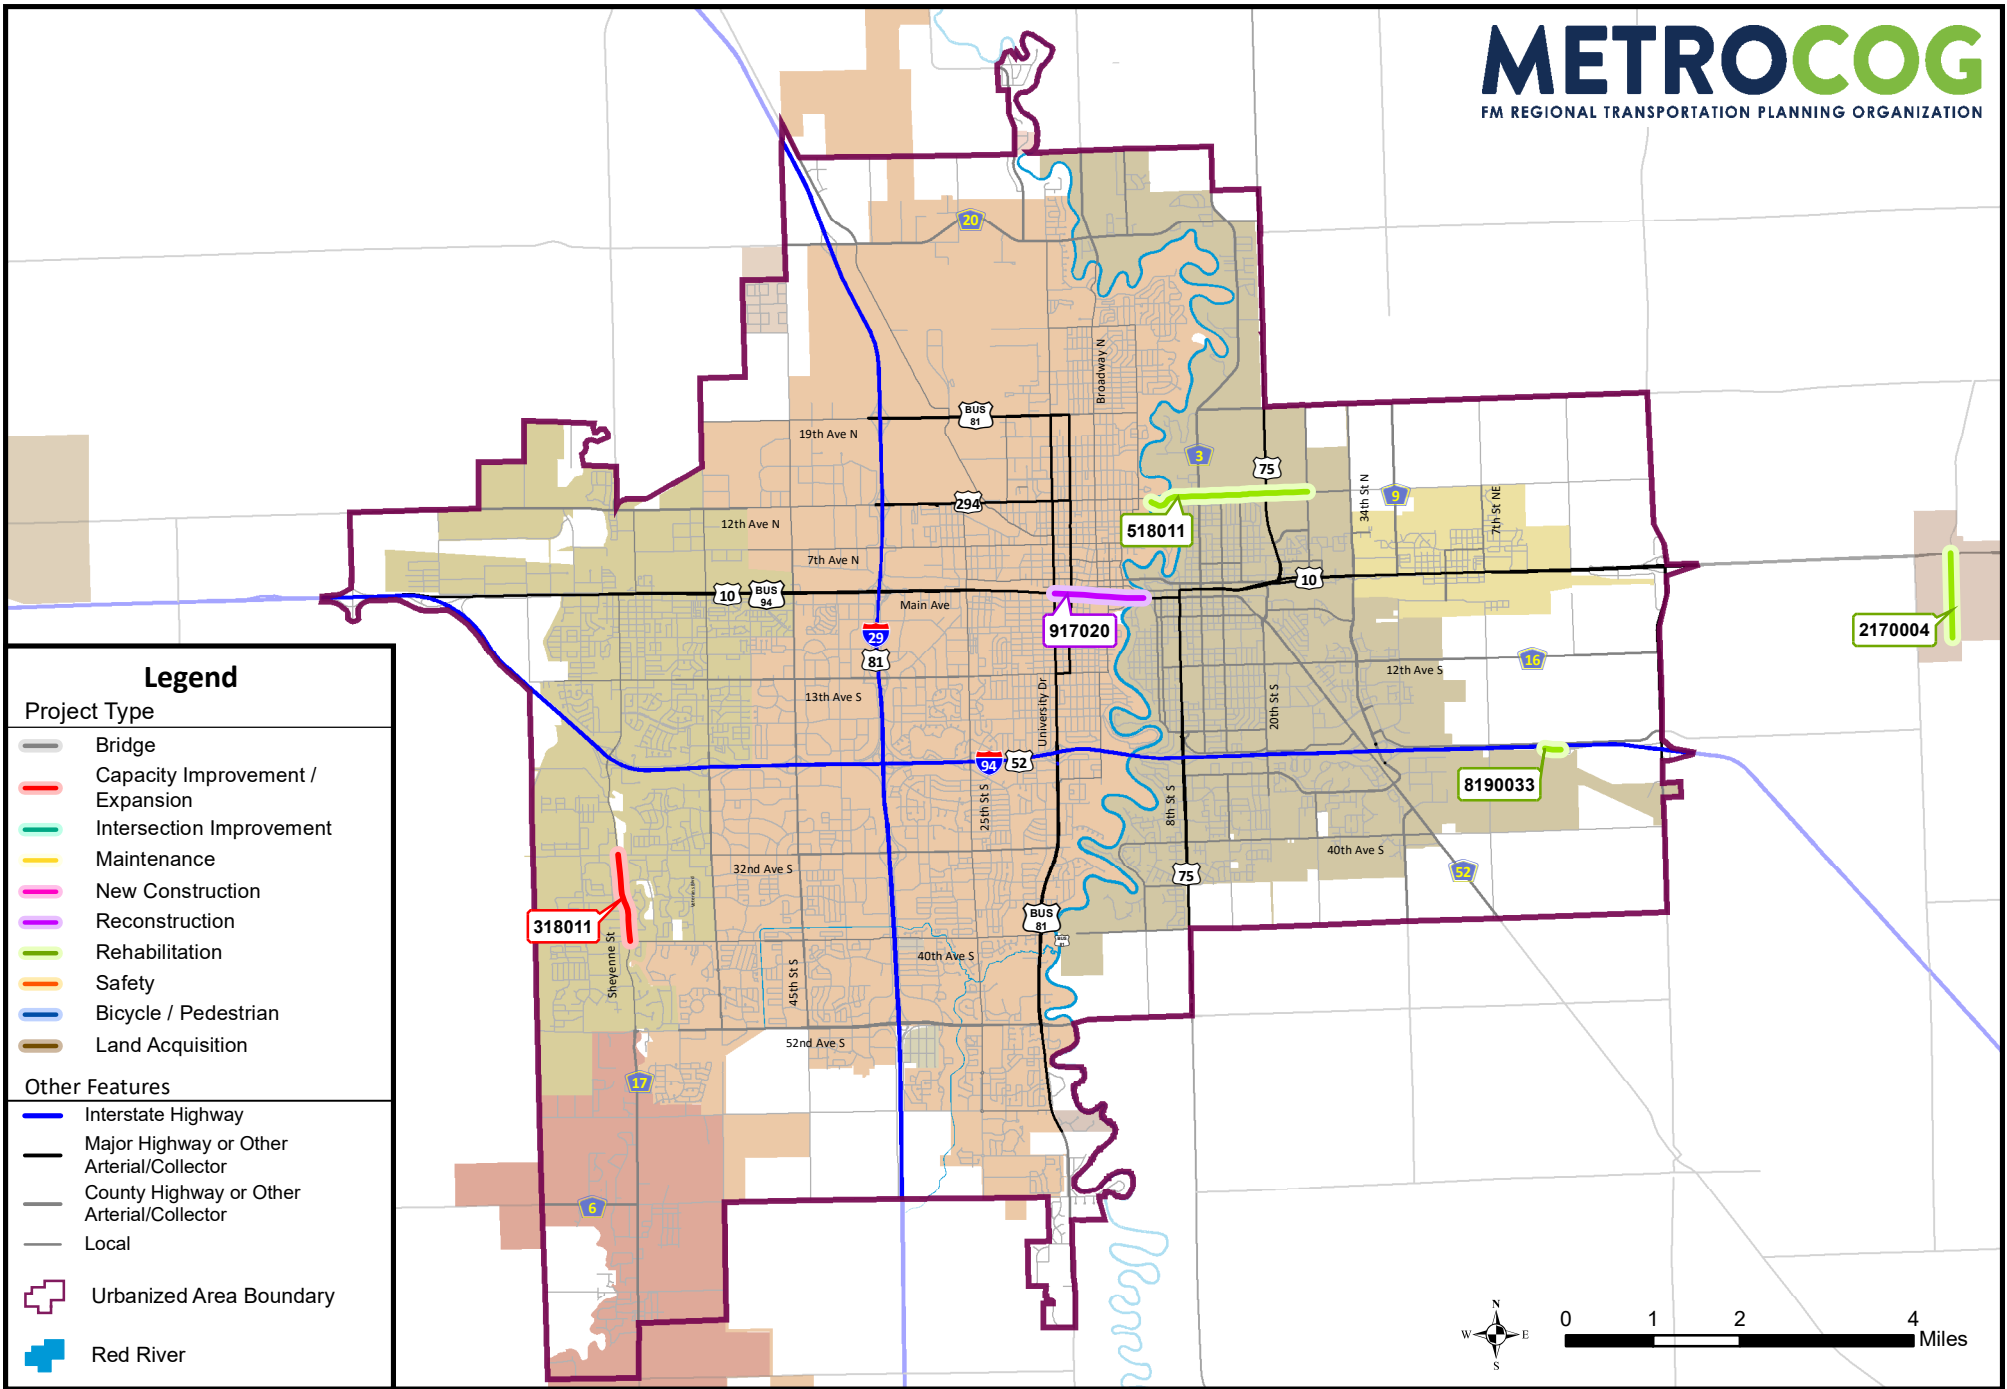 METROCOG
FM REGIONAL TRANSPORTATION PLANNING ORGANIZATION
20
Broadway N
BUS
81
19th Ave N
3
75
294
34th St N
9
7th St NE
12th Ave N
518011
7th Ave N
10
BUS
94
Main Ave
10
917020
2170004
29
81
16
12th Ave S
13th Ave S
University Dr
20th St S
94
52
25th St S
8th St S
8190033
40th Ave S
32nd Ave S
52
75
318011
BUS
81
BUS
81
40th Ave S
Sheyenne St
45th St S
52nd Ave S
17
6
Legend
Project Type
Bridge
Capacity Improvement /
Expansion
Intersection Improvement
Maintenance
New Construction
Reconstruction
Rehabilitation
Safety
Bicycle / Pedestrian
Land Acquisition
Other Features
Interstate Highway
Major Highway or Other
Arterial/Collector
County Highway or Other
Arterial/Collector
Local
Urbanized Area Boundary
Red River
N
W
E
S
0 1 2 4
Miles